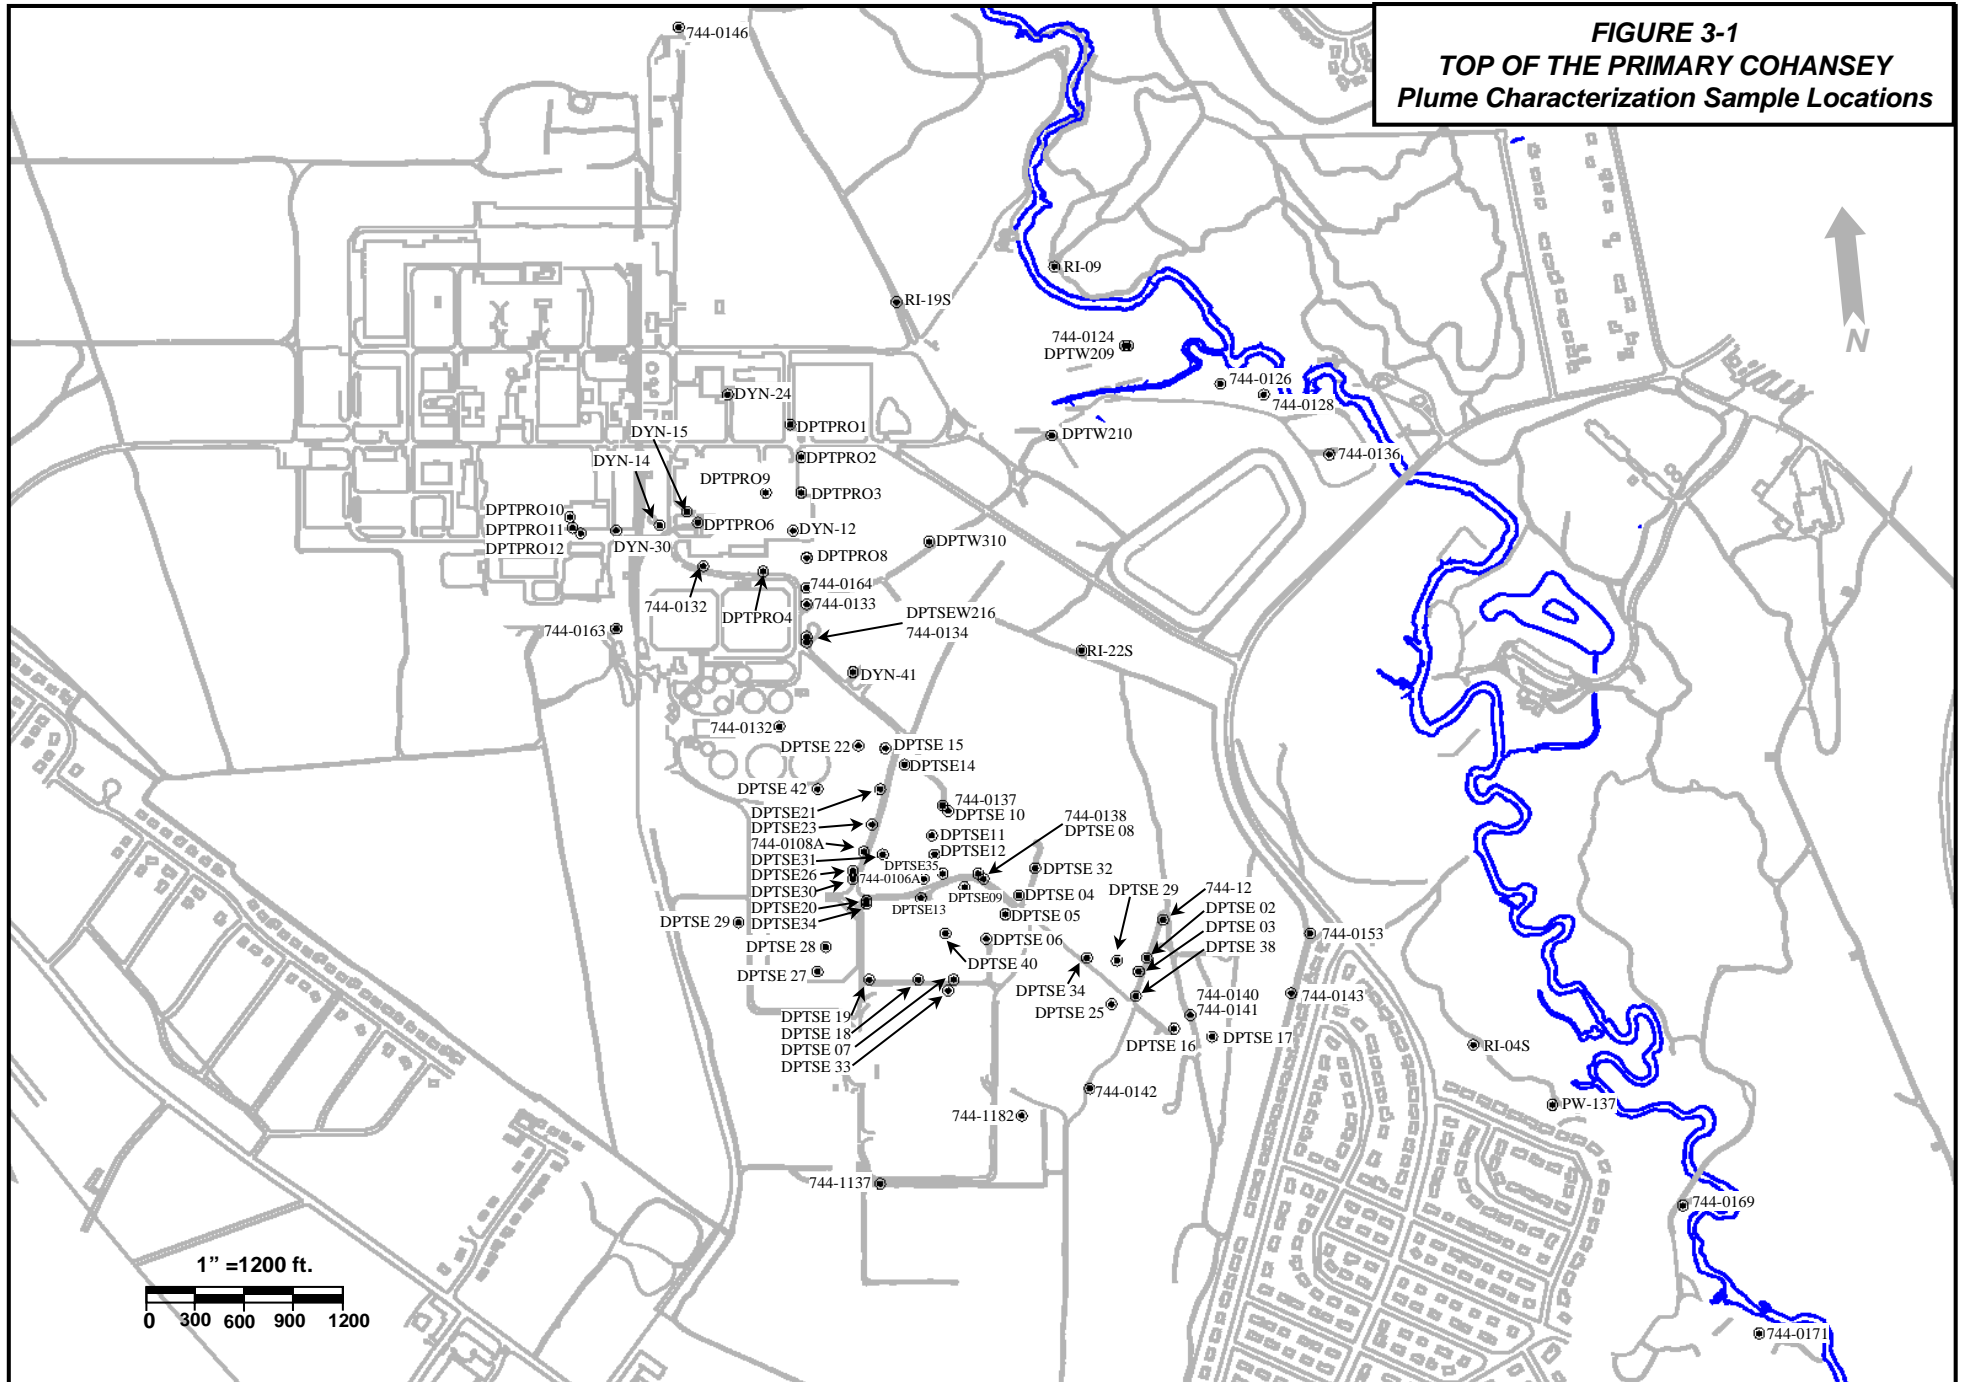 FIGURE 3-1
TOP OF THE PRIMARY COHANSEY
Plume Characterization Sample Locations
744-0146
RI-09
RI-19S
744-0124
DPTW209
744-0126
744-0128
DYN-24
DPTPRO1
DYN-15
DPTW210
744-0136
DPTPRO2
DYN-14
DPTPRO9
DPTPRO3
DPTPRO10
DPTPRO11
DPTPRO12
DPTPRO6
DYN-12
DYN-30
DPTW310
DPTPRO8
744-0164
744-0132
744-0133
DPTPRO4
DPTSEW216
744-0134
744-0163
RI-22S
DYN-41
744-0132
DPTSE 22
DPTSE 15
DPTSE14
DPTSE 42
744-0137
DPTSE 10
DPTSE21
DPTSE23
744-0108A
DPTSE31
DPTSE26
DPTSE30
DPTSE20
DPTSE34
744-0138
DPTSE 08
DPTSE11
DPTSE12
DPTSE35
744-0106A
DPTSE 32
DPTSE09
DPTSE13
DPTSE 04
DPTSE 29
744-12
DPTSE 02
DPTSE 03
DPTSE 38
DPTSE 05
DPTSE 29
DPTSE 06
744-0153
DPTSE 28
DPTSE 40
DPTSE 27
DPTSE 34
744-0140
744-0141
744-0143
DPTSE 25
DPTSE 19
DPTSE 18
DPTSE 07
DPTSE 33
DPTSE 16
DPTSE 17
RI-04S
744-0142
PW-137
744-1182
744-1137
744-0169
744-0171
1” =1200 ft.
0 300 600 900 1200
N